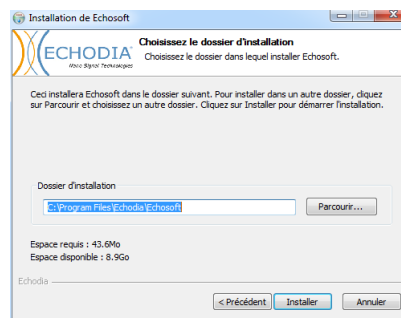 Installation de Echosoft
ECHODIA
Nano Signal Technologies
Choisissez le dossier d'installation
Choisissez le dossier dans lequel installer Echosoft.
Ceci installera Echosoft dans le dossier suivant. Pour installer dans un autre dossier, cliquez
sur Parcourir et choisissez un autre dossier. Cliquez sur Installer pour démarrer l'installation.
Dossier d'installation
C:\Program Files\Echodia\Echosoft
Parcourir...
Espace requis : 43.6Mo
Espace disponible : 8.9Go
Echodia
< Précédent
Installer
Annuler